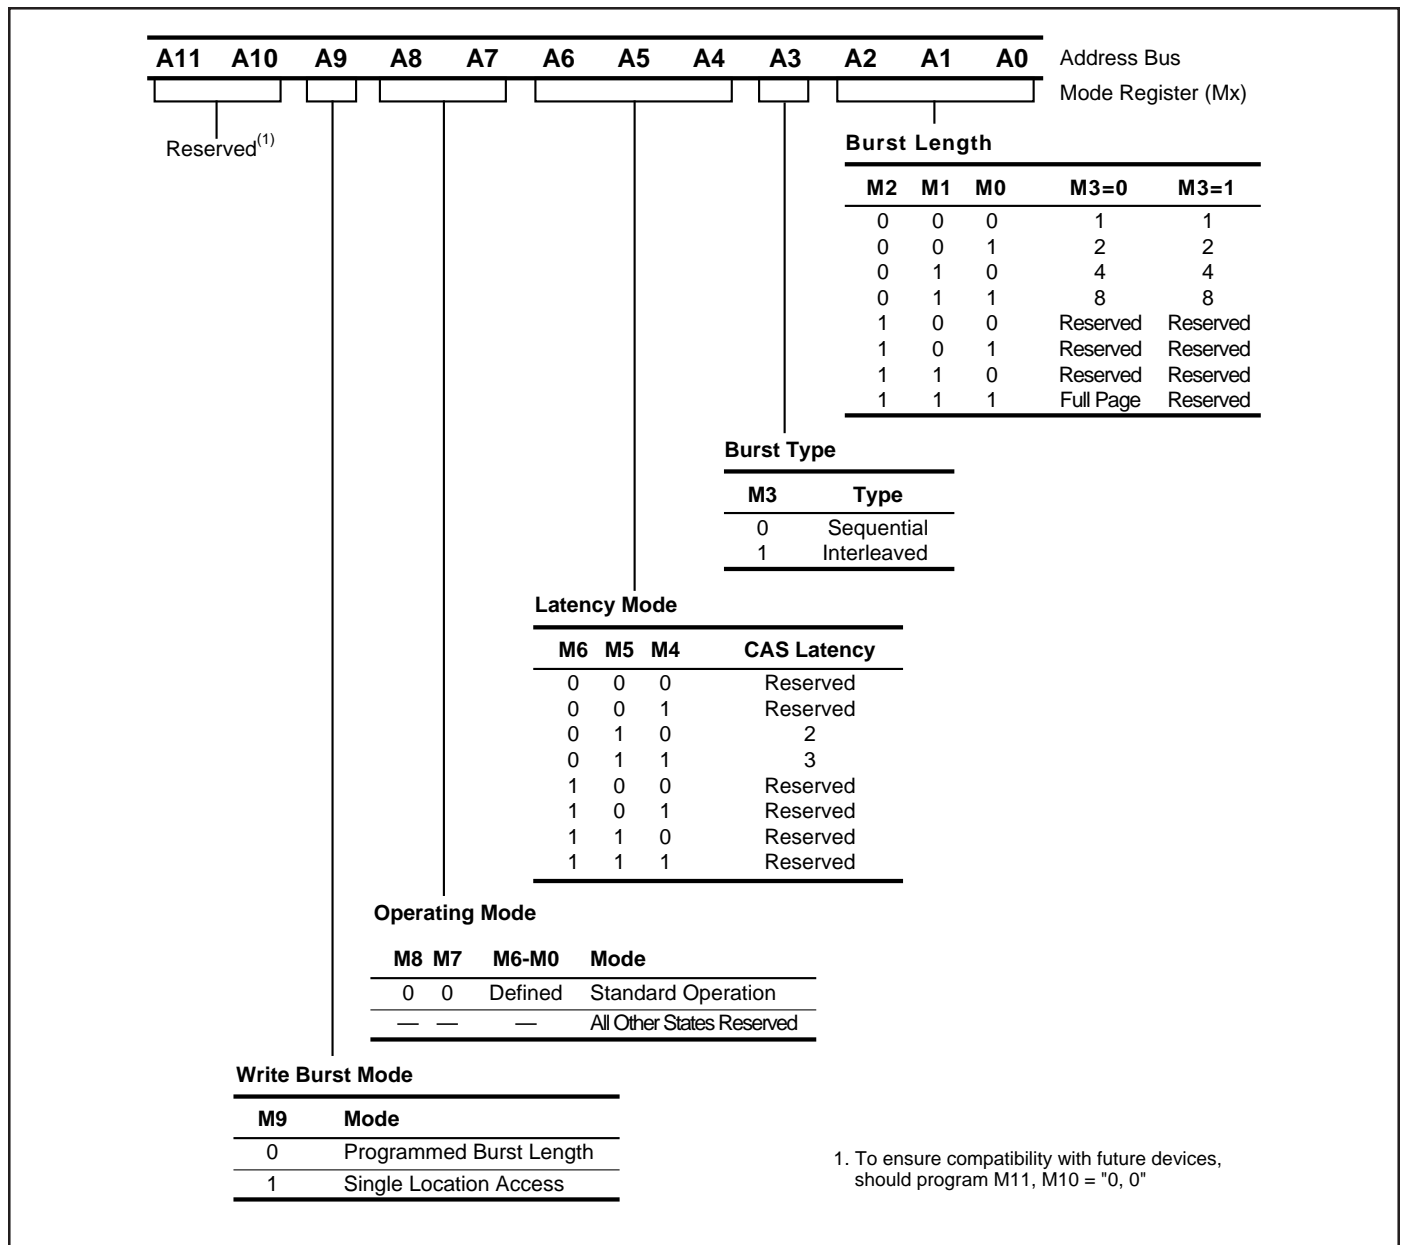 A11 A10 A9 A8 A7 A6 A5 A4 A3 A2 A1 A0 Address Bus
Mode Register (Mx)
Reserved(1)
Burst Length
M2 M1 M0 M3=0 M3=1
0 0 0 1 1
0 0 1 2 2
0 1 0 4 4
0 1 1 8 8
1 0 0 Reserved Reserved
1 0 1 Reserved Reserved
1 1 0 Reserved Reserved
1 1 1 Full Page Reserved
Burst Type
M3 Type
0 Sequential
1 Interleaved
Latency Mode
M6 M5 M4 CAS Latency
0 0 0 Reserved
0 0 1 Reserved
0 1 0 2
0 1 1 3
1 0 0 Reserved
1 0 1 Reserved
1 1 0 Reserved
1 1 1 Reserved
Operating Mode
M8 M7 M6-M0 Mode
0 0 Defined Standard Operation
— — — All Other States Reserved
Write Burst Mode
M9 Mode
0 Programmed Burst Length
1 Single Location Access
1. To ensure compatibility with future devices,
should program M11, M10 = "0, 0"